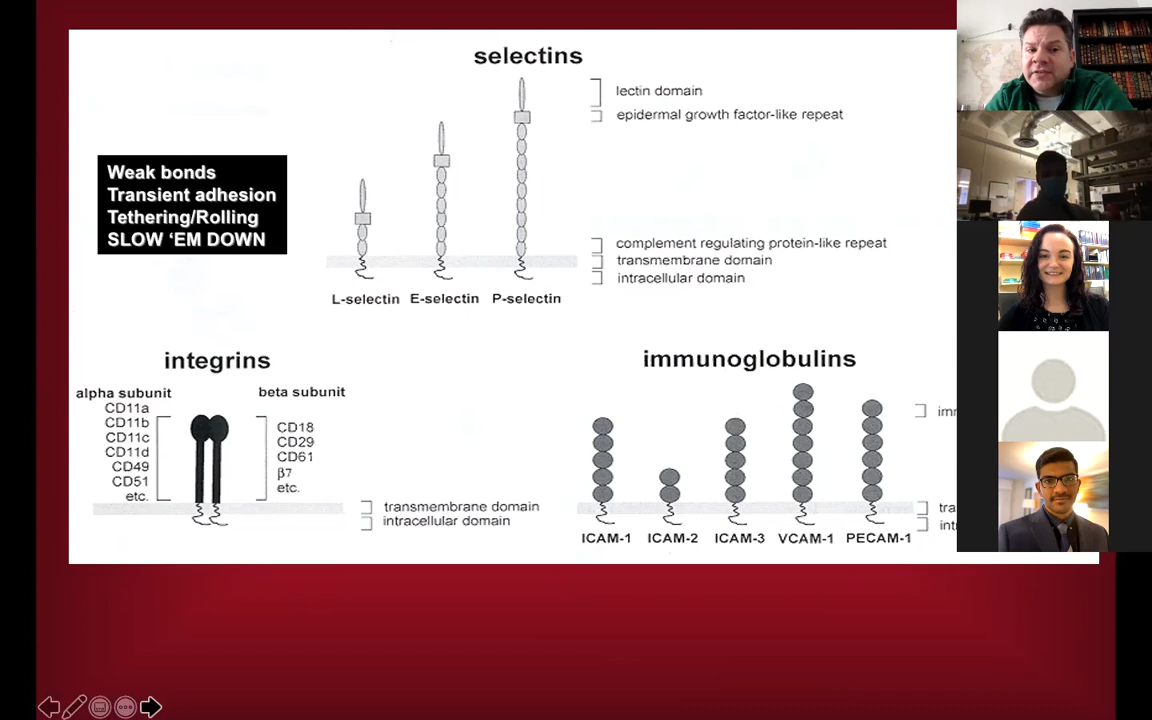 selectins
lectin domain
epidermal growth factor-like repeat
Weak bonds
Transient adhesion
Tethering/Rolling
SLOW ‘EM DOWN
complement regulating protein-like repeat
transmembrane domain
intracellular domain
L-selectin E-selectin P-selectin
integrins
alpha subunit
CD11a
CD11b
CD11c
CD11d
CD49
CD51
etc.
beta subunit
CD18
CD29
CD61
β7
etc.
transmembrane domain
intracellular domain
immunoglobulins
ICAM-1 ICAM-2 ICAM-3 VCAM-1 PECAM-1